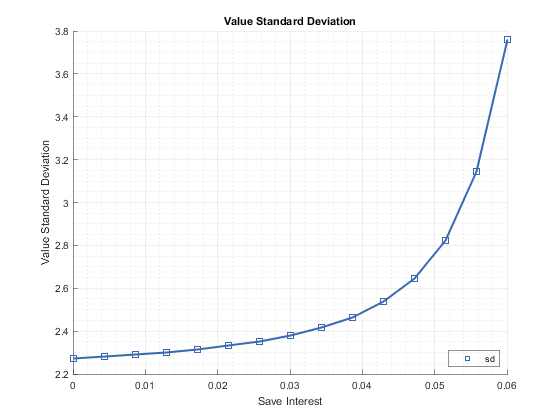 Value Standard Deviation
3.8
3.6
3.4
3.2
3
2.8
2.6
2.4
2.2
Value Standard Deviation
sd
0 0.01 0.02 0.03 0.04 0.05 0.06
Save Interest